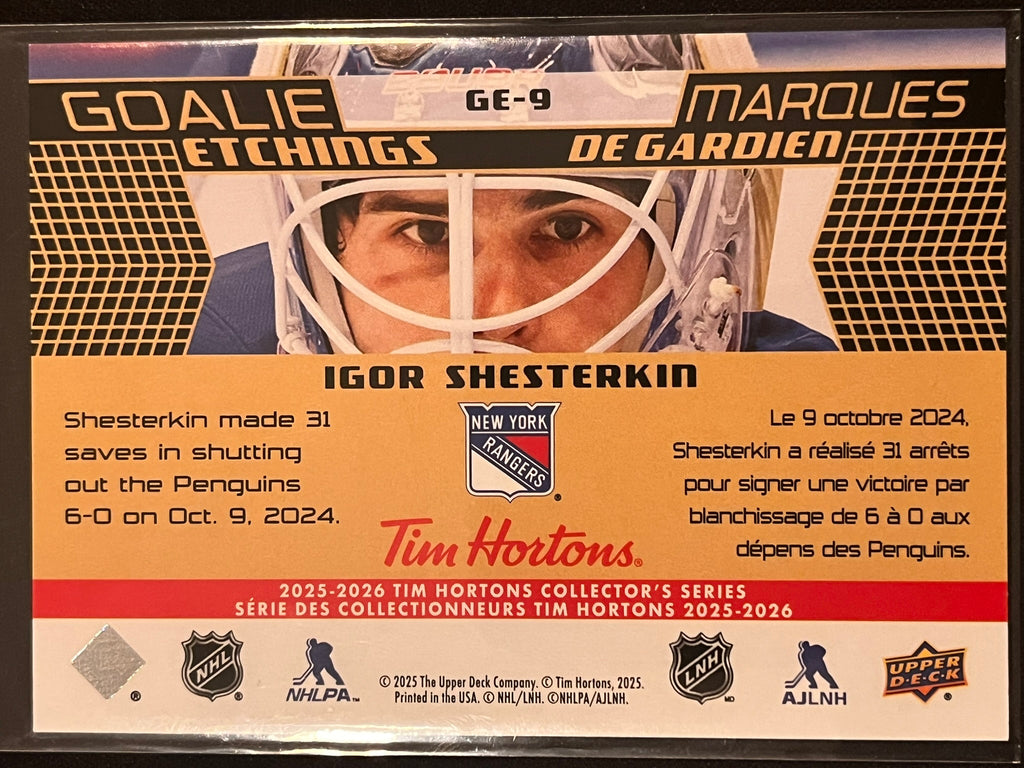 GE-9
GOALIE
ETCHINGS
MARQUES
DE GARDIEN
IGOR SHESTERKIN
Shesterkin made 31
saves in shutting
out the Penguins
6-0 on Oct. 9, 2024.
NEW YORK
RANGERS
Le 9 octobre 2024,
Shesterkin a réalisé 31 arrêts
pour signer une victoire par
blanchissage de 6 à 0 aux
dépens des Penguins.
Tim Hortons®
2025-2026 TIM HORTONS COLLECTOR'S SERIES
SÉRIE DES COLLECTIONNEURS TIM HORTONS 2025-2026
NHL
NHLPA™
© 2025 The Upper Deck Company. © Tim Hortons, 2025.
Printed in the USA. © NHL/LNH. ©NHLPA/AJLNH.
LNH
AJLNH
UPPER
D·E·C·K